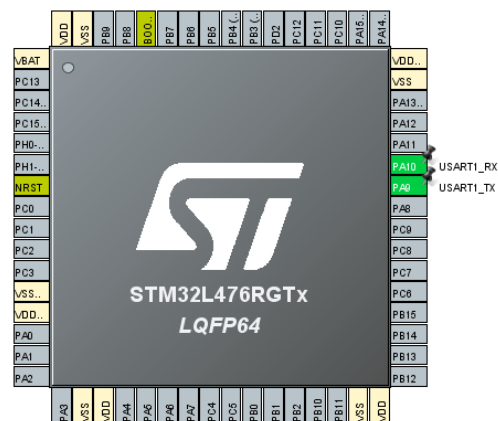 VDD
VSS
PB9
PB8
BOO..
PB7
PB6
PB5
PB4 (..
PB3 (..
PD2
PC12
PC11
PC10
PA15..
PA14..
VBAT
PC13
PC14..
PC15..
PH0-..
PH1-..
NRST
PC0
PC1
PC2
PC3
VSS..
VDD..
PA0
PA1
PA2
VDD..
VSS
PA13..
PA12
PA11
PA10 USART1_RX
PA9 USART1_TX
PA8
PC9
PC8
PC7
PC6
PB15
PB14
PB13
PB12
ST
STM32L476RGTx
LQFP64
PA3
VSS
VDD
PA4
PA5
PA6
PA7
PC4
PC5
PB0
PB1
PB2
PB10
PB11
VSS
VDD